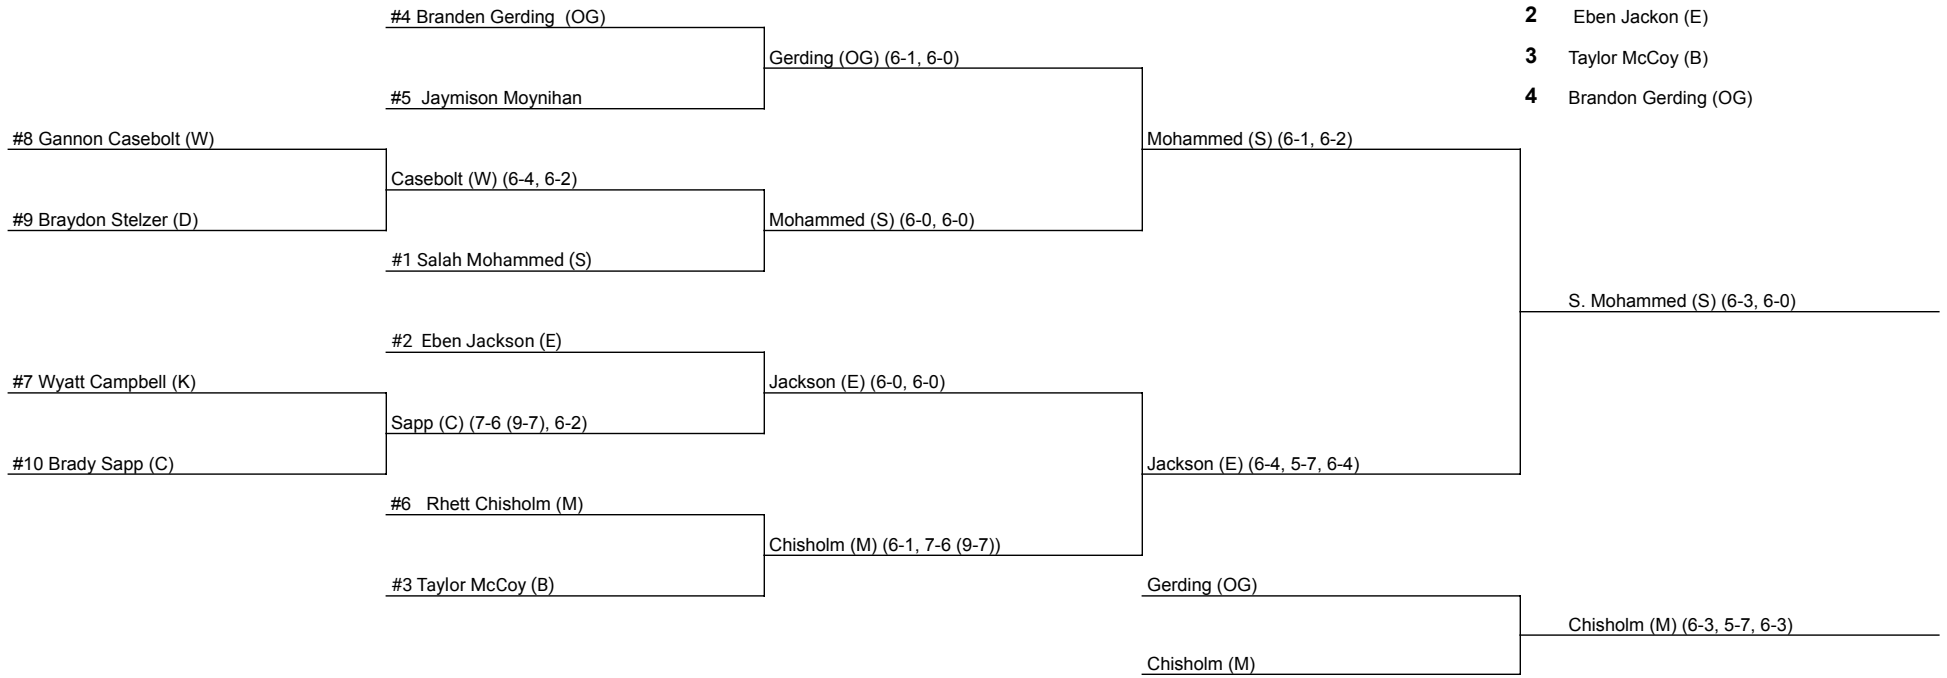 #4 Branden Gerding (OG)
2 Eben Jackon (E)
Gerding (OG) (6-1, 6-0)
3 Taylor McCoy (B)
#5 Jaymison Moynihan
4 Brandon Gerding (OG)
#8 Gannon Casebolt (W)
Mohammed (S) (6-1, 6-2)
Casebolt (W) (6-4, 6-2)
#9 Braydon Stelzer (D)
Mohammed (S) (6-0, 6-0)
#1 Salah Mohammed (S)
S. Mohammed (S) (6-3, 6-0)
#2 Eben Jackson (E)
#7 Wyatt Campbell (K)
Jackson (E) (6-0, 6-0)
Sapp (C) (7-6 (9-7), 6-2)
#10 Brady Sapp (C)
Jackson (E) (6-4, 5-7, 6-4)
#6 Rhett Chisholm (M)
Chisholm (M) (6-1, 7-6 (9-7))
#3 Taylor McCoy (B)
Gerding (OG)
Chisholm (M) (6-3, 5-7, 6-3)
Chisholm (M)